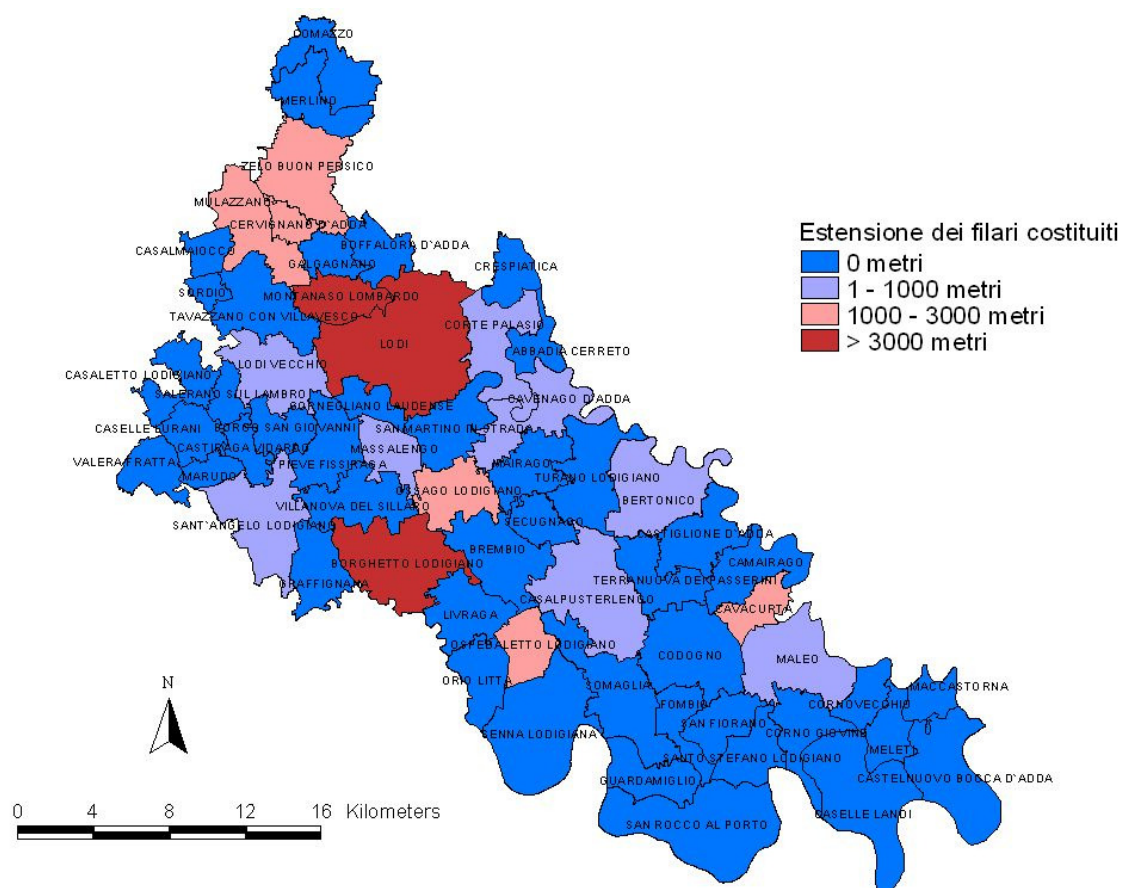 COMAZZO
MERLINO
ZELO BUON PERSICO
MULAZZANO
CERVIGNANO D'ADDA
CASALMAIOCCO
BOFFALORA D'ADDA
GALGAGNANO
CRESPIATICA
Estensione dei filari costituiti
0 metri
1 - 1000 metri
1000 - 3000 metri
> 3000 metri
SORDIO
MONTANASO LOMBARDO
TAVAZZANO CON VILLAVESCO
CORTE PALASIO
LODI
ABBADIA CERRETO
LODI VECCHIO
CASALETTO LODIGIANO
SALERANO SUL LAMBRO
CORNEGLIANO LAUDENSE
CAVENAGO D'ADDA
CASELLE LURANI
BORGO SAN GIOVANNI
SAN MARTINO IN STRADA
CASTIRAGA VIDARDO
MASSALENGO
VALERA FRATTA
PIEVE FISSIRAGA
MAIRAGO
MARUDO
TURANO LODIGIANO
OSSAGO LODIGIANO
BERTONICO
VILLANOVA DEL SILLARO
SANT'ANGELO LODIGIANO
SECUGNAGO
CASTIGLIONE D'ADDA
BREMBIO
BORGHETTO LODIGIANO
CAMAIRAGO
GRAFFIGNANA
TERRANUOVA DEI PASSERINI
CASALPUSTERLENGO
CAVACURTA
LIVRAGA
OSPEDALETTO LODIGIANO
CODOGNO
MALEO
ORIO LITTA
SOMAGLIA
MACCASTORNA
FOMBIO
CORNOVECCHIO
SAN FIORANO
SENNA LODIGIANA
CORNO GIOVINE
MELETI
SANTO STEFANO LODIGIANO
GUARDAMIGLIO
CASTELNUOVO BOCCA D'ADDA
CASELLE LANDI
SAN ROCCO AL PORTO
N
0 4 8 12 16 Kilometers